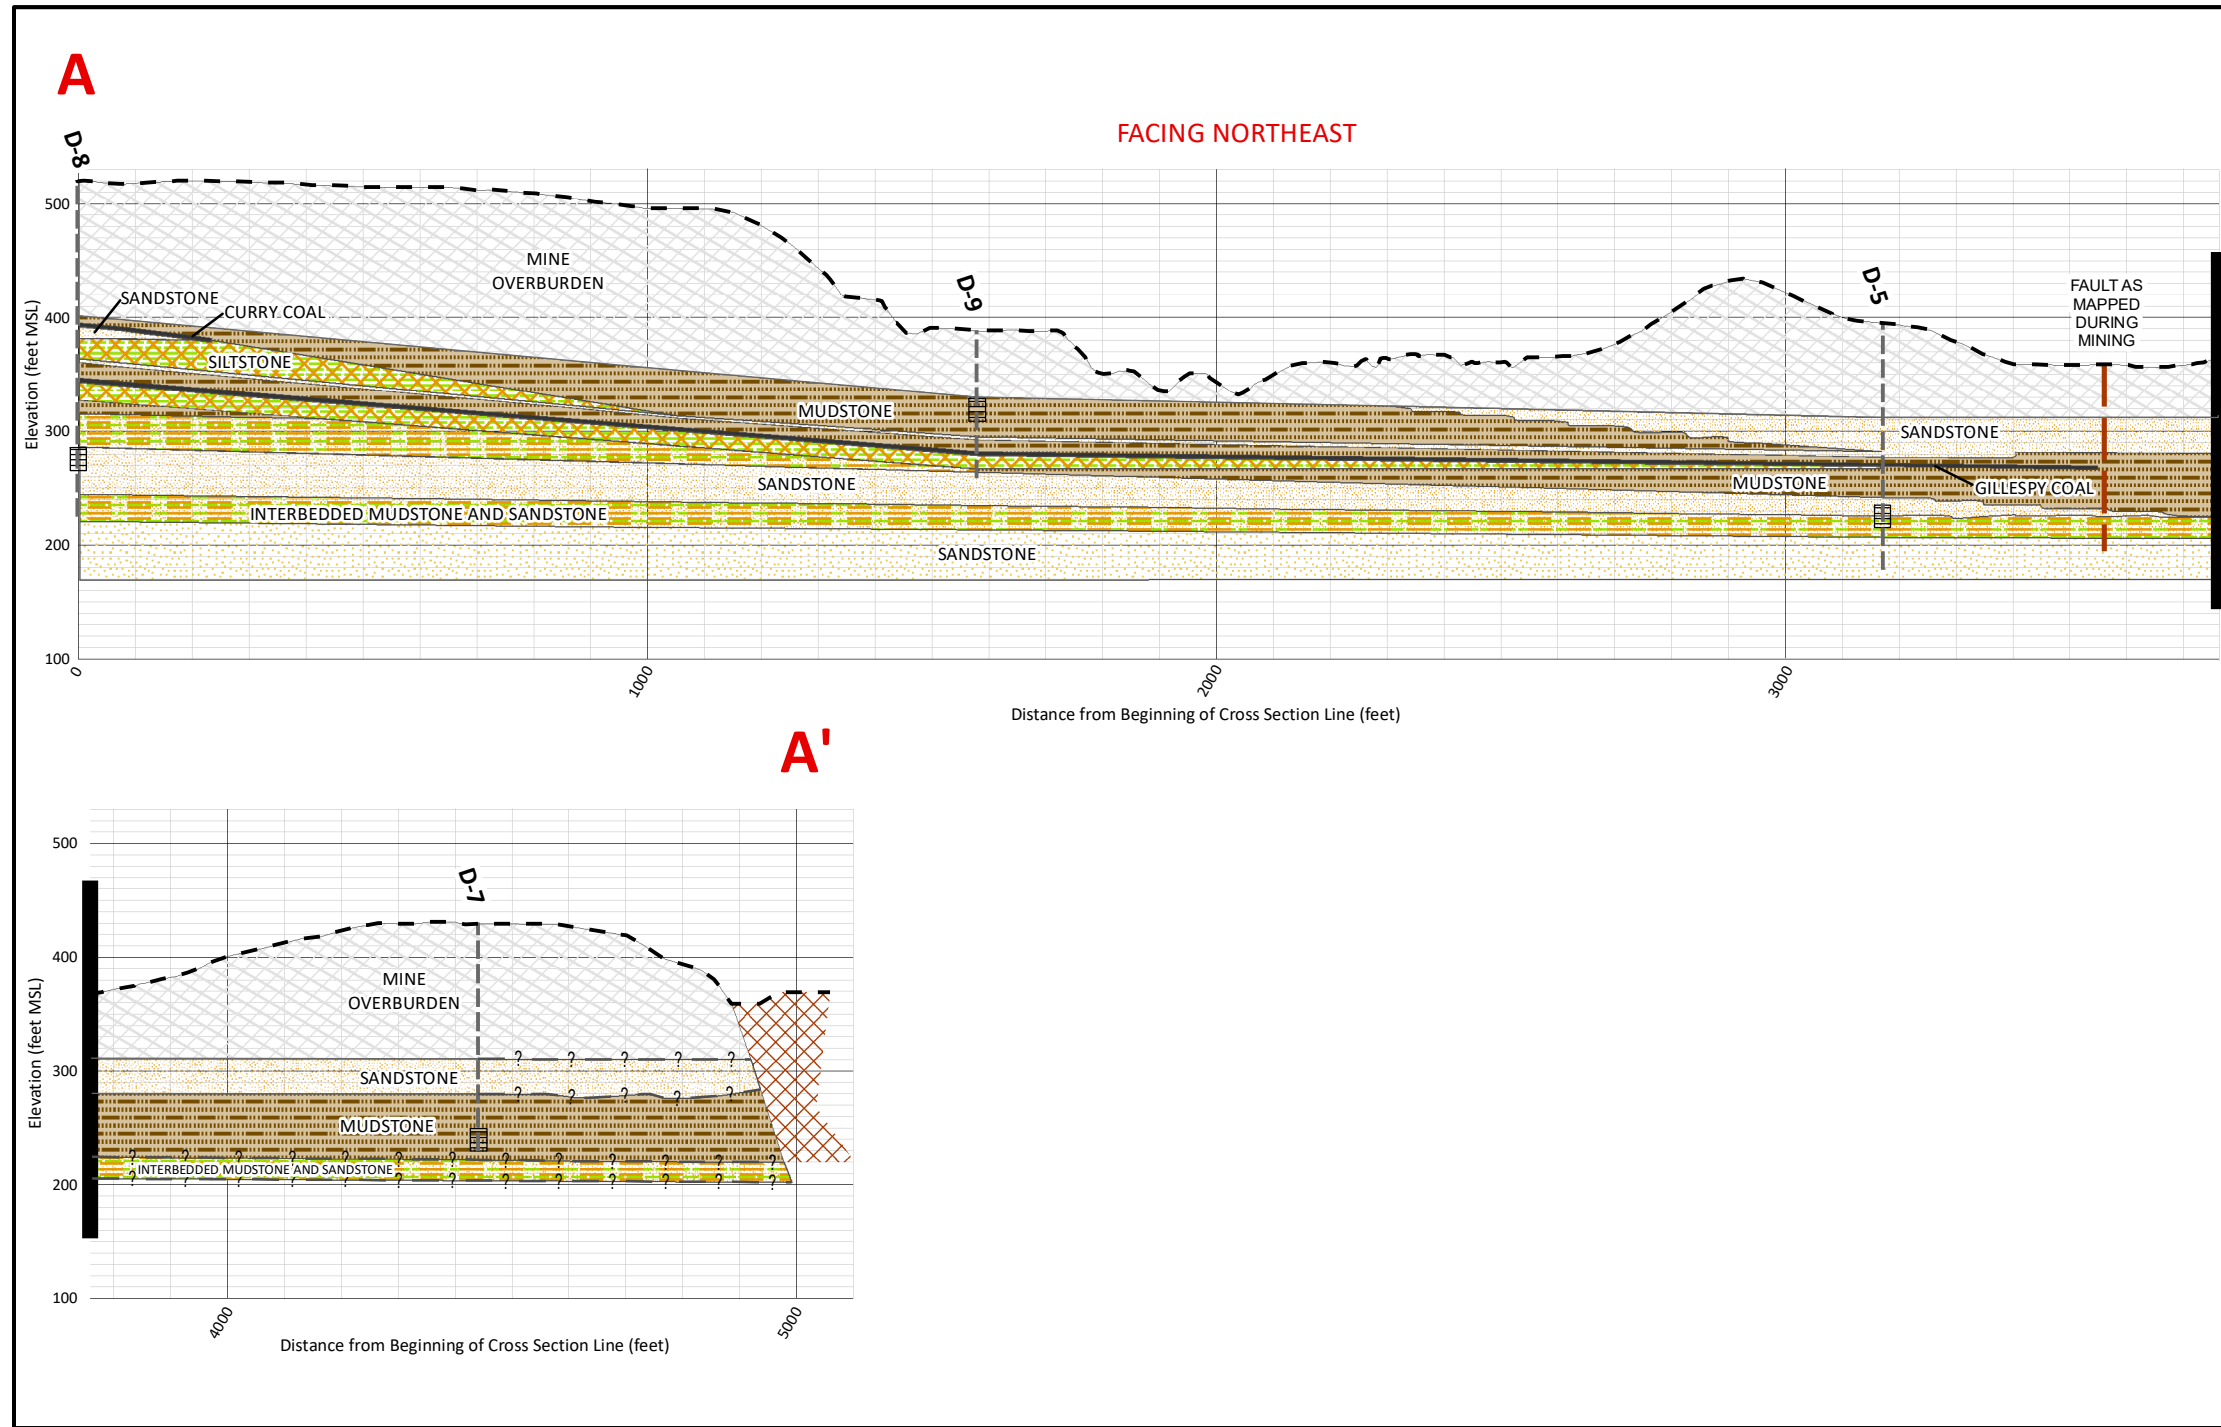 A
FACING NORTHEAST
D-8
D-9
D-5
500
400
300
200
100
Elevation (feet MSL)
MINE
OVERBURDEN
SANDSTONE
CURRY COAL
SILTSTONE
MUDSTONE
FAULT AS
MAPPED
DURING
MINING
SANDSTONE
SANDSTONE
MUDSTONE
GILLESPY COAL
INTERBEDDED MUDSTONE AND SANDSTONE
SANDSTONE
0
1000
2000
3000
Distance from Beginning of Cross Section Line (feet)
A'
D-7
500
400
300
200
100
Elevation (feet MSL)
MINE
OVERBURDEN
? ? ? ? ?
SANDSTONE
? ? ? ? ?
MUDSTONE
? ? ? ? ? ? ? ? ? ? ? ? ?
INTERBEDDED MUDSTONE AND SANDSTONE
? ? ? ? ? ? ? ? ? ? ? ? ?
4000
5000
Distance from Beginning of Cross Section Line (feet)